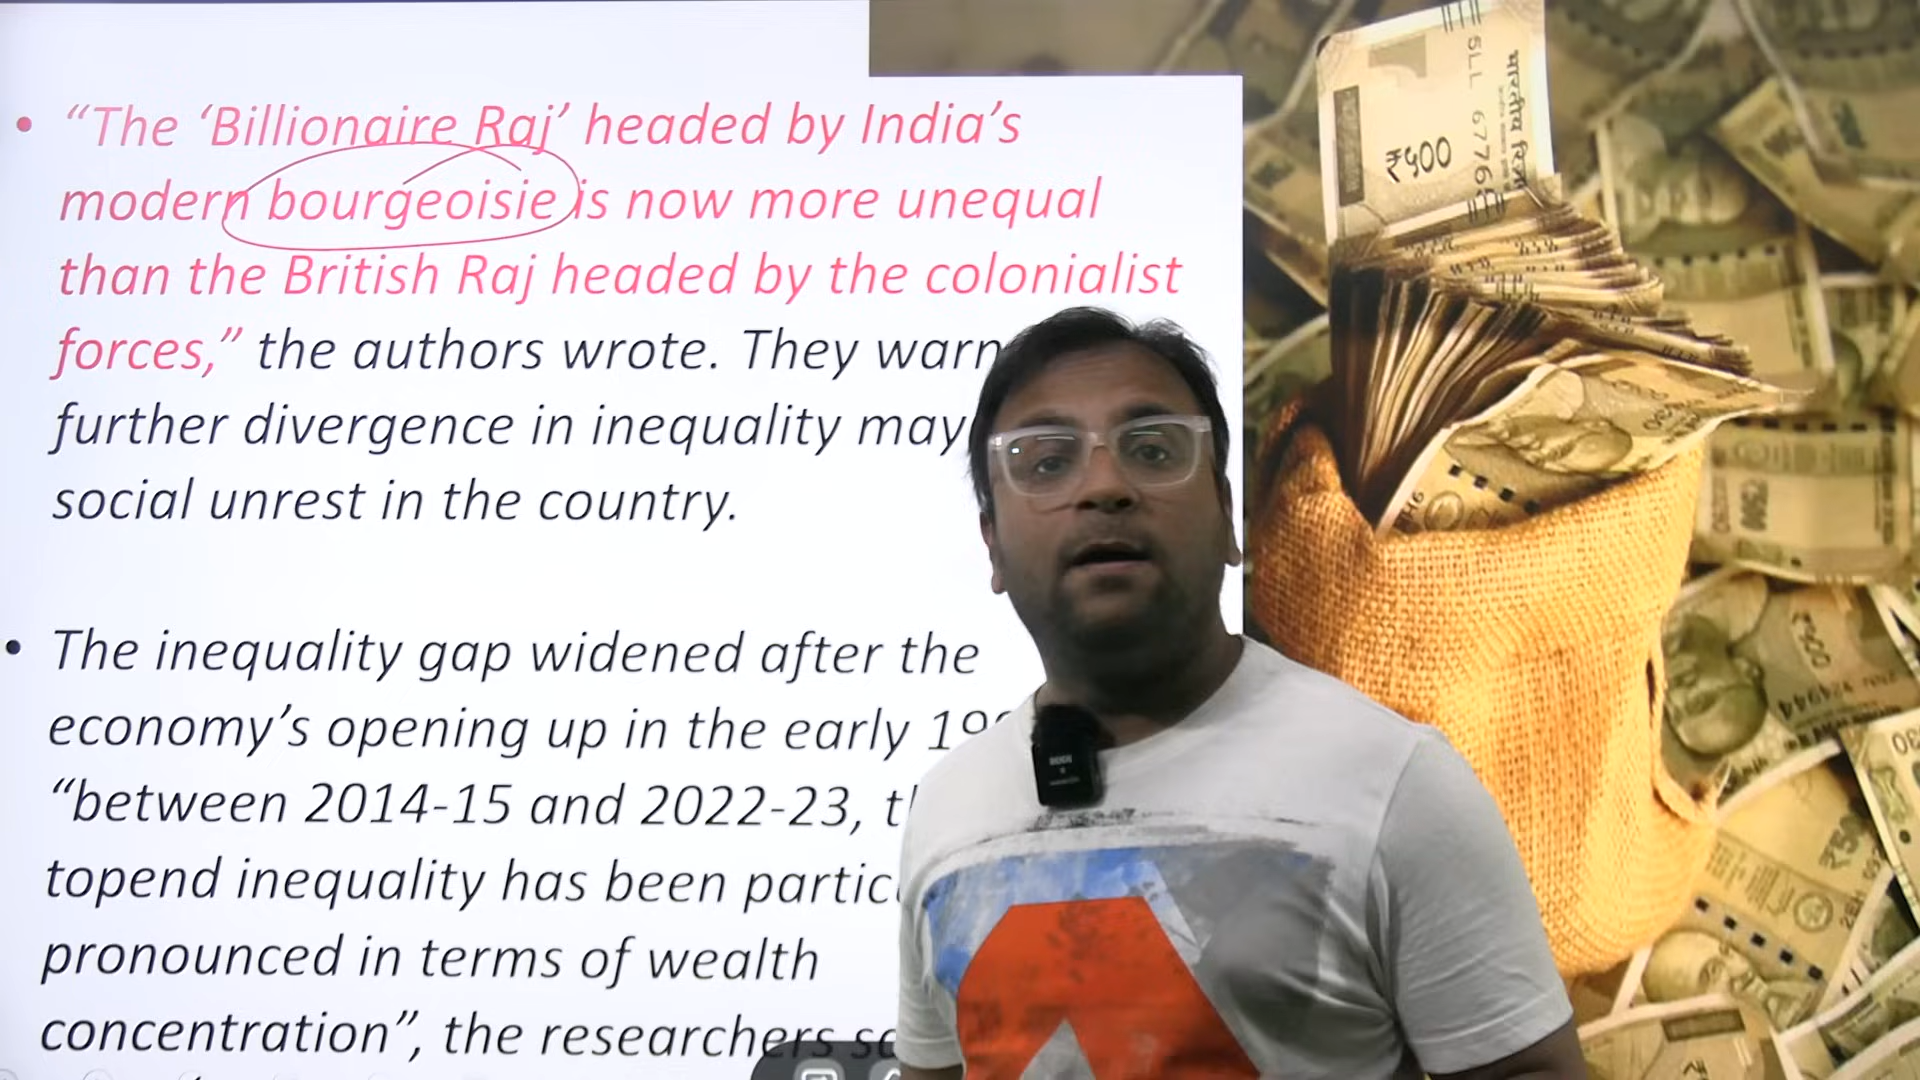 • “The ‘Billionaire Raj’ headed by India’s
modern bourgeoisie is now more unequal
than the British Raj headed by the colonialist
forces,” the authors wrote. They warn
further divergence in inequality may
social unrest in the country.
• The inequality gap widened after the
economy’s opening up in the early
“between 2014-15 and 2022-23,
topend inequality has been
pronounced in terms of wealth
concentration”, the researchers
₹५००
5LL 6776
₹500